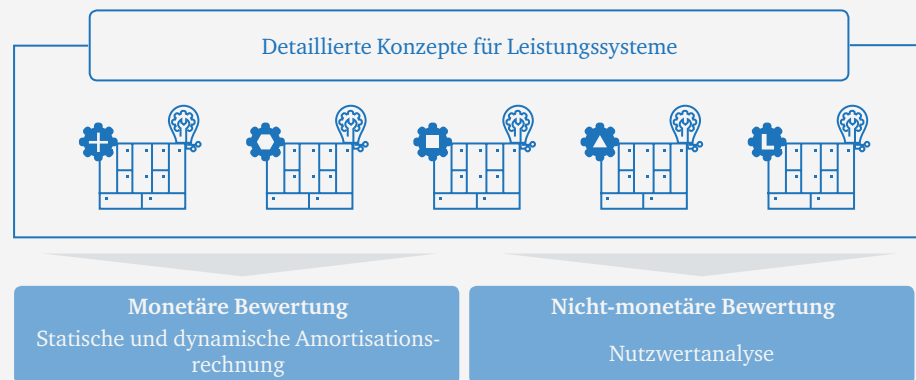 Detaillierte Konzepte für Leistungssysteme
Monetäre Bewertung
Statische und dynamische Amortisations-
rechnung
Nicht-monetäre Bewertung
Nutzwertanalyse